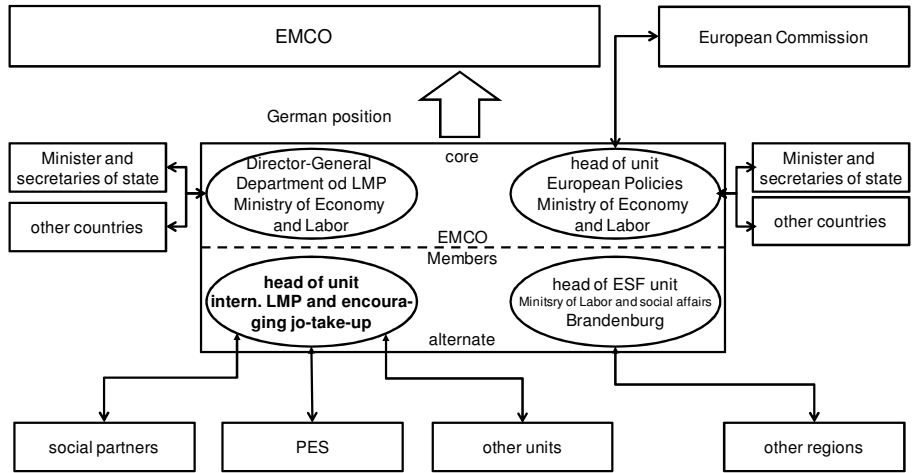 EMCO
European Commission
German position
core
Minister and
secretaries of state
other countries
Director-General
Department od LMP
Ministry of Economy
and Labor
head of unit
European Policies
Ministry of Economy
and Labor
Minister and
secretaries of state
other countries
EMCO
Members
head of unit
intern. LMP and encoura-
ging jo-take-up
head of ESF unit
Minitsry of Labor and social affairs
Brandenburg
alternate
social partners
PES
other units
other regions